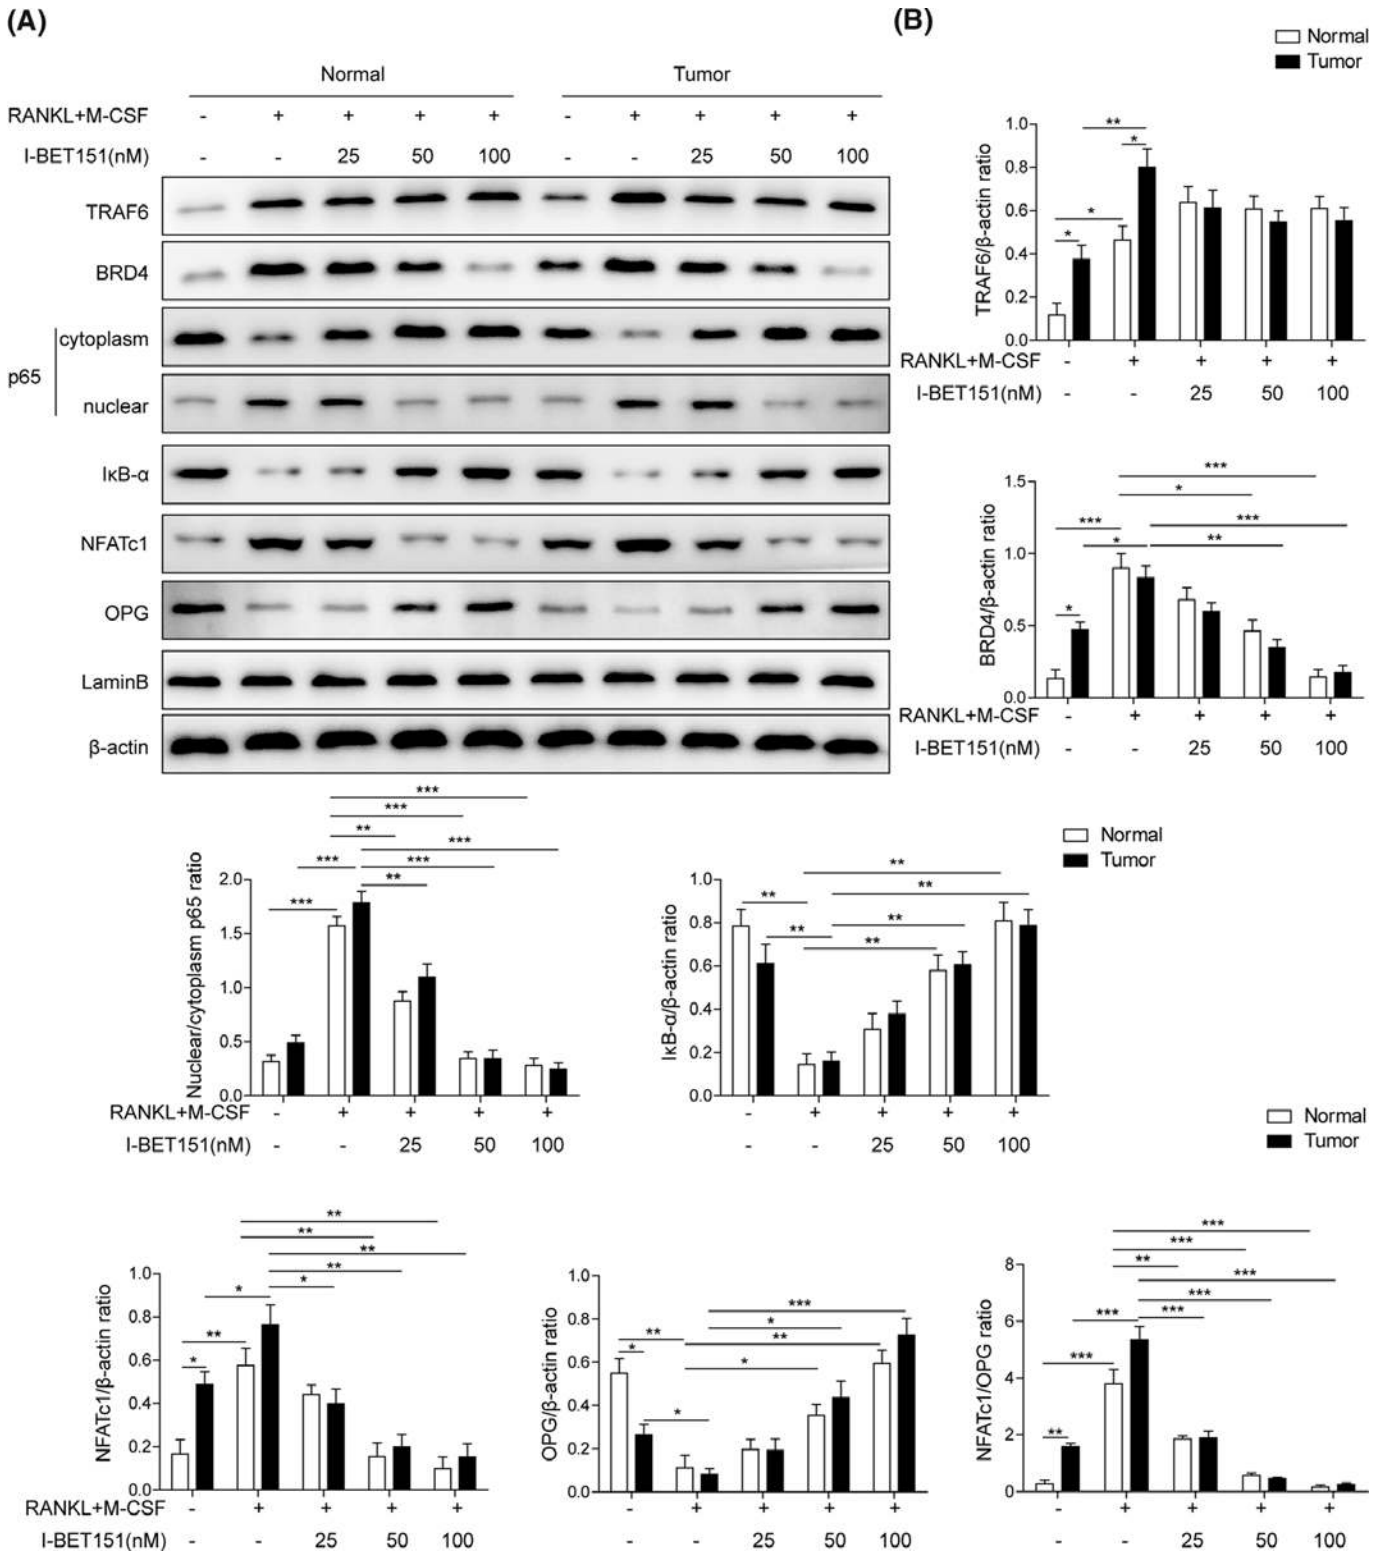 (A)
Normal Tumor
RANKL+M-CSF - + + + + - + + + +
I-BET151(nM) - - 25 50 100 - - 25 50 100
TRAF6
BRD4
p65
cytoplasm
nuclear
IκB-α
NFATc1
OPG
LaminB
β-actin
(B)
Normal
Tumor
TRAF6/β-actin ratio
1.0
0.8
0.6
0.4
0.2
0.0
** * * *
RANKL+M-CSF - + + + +
I-BET151(nM) - - 25 50 100
BRD4/β-actin ratio
1.5
1.0
0.5
0.0
***
*
***
***
**
*
*
RANKL+M-CSF - + + + +
I-BET151(nM) - - 25 50 100
Normal
Tumor
Nuclear/cytoplasm p65 ratio
2.0
1.5
1.0
0.5
0.0
***
***
**
***
***
***
**
***
RANKL+M-CSF - + + + +
I-BET151(nM) - - 25 50 100
IκB-α/β-actin ratio
1.0
0.8
0.6
0.4
0.2
0.0
**
**
**
**
**
**
- + + + +
- - 25 50 100
Normal
Tumor
NFATc1/β-actin ratio
1.0
0.8
0.6
0.4
0.2
0.0
**
**
**
**
*
*
**
*
RANKL+M-CSF - + + + +
I-BET151(nM) - - 25 50 100
OPG/β-actin ratio
1.0
0.8
0.6
0.4
0.2
0.0
***
*
**
**
*
*
*
- + + + +
- - 25 50 100
NFATc1/OPG ratio
8
6
4
2
0
***
***
**
***
***
***
***
***
**
- + + + +
- - 25 50 100